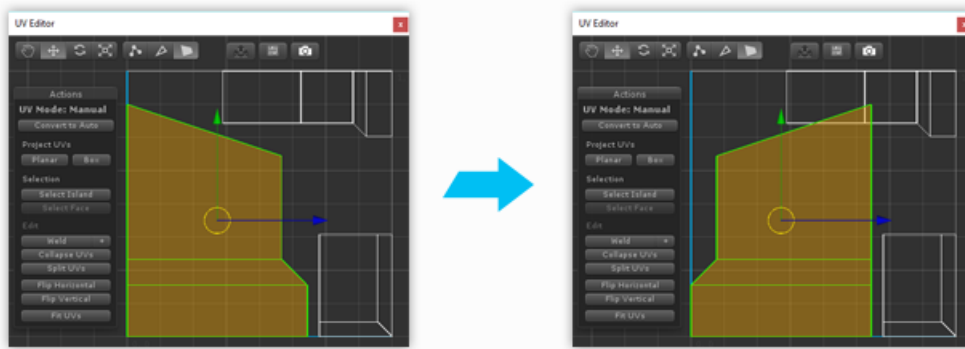 UV Editor
x
Actions
UV Mode: Manual
Convert to Auto
Project UVs
Planar Box
Selection
Select Island
Select Face
Edit
Weld +
Collapse UVs
Split UVs
Flip Horizontal
Flip Vertical
Fit UVs
UV Editor
x
Actions
UV Mode: Manual
Convert to Auto
Project UVs
Planar Box
Selection
Select Island
Select Face
Edit
Weld +
Collapse UVs
Split UVs
Flip Horizontal
Flip Vertical
Fit UVs